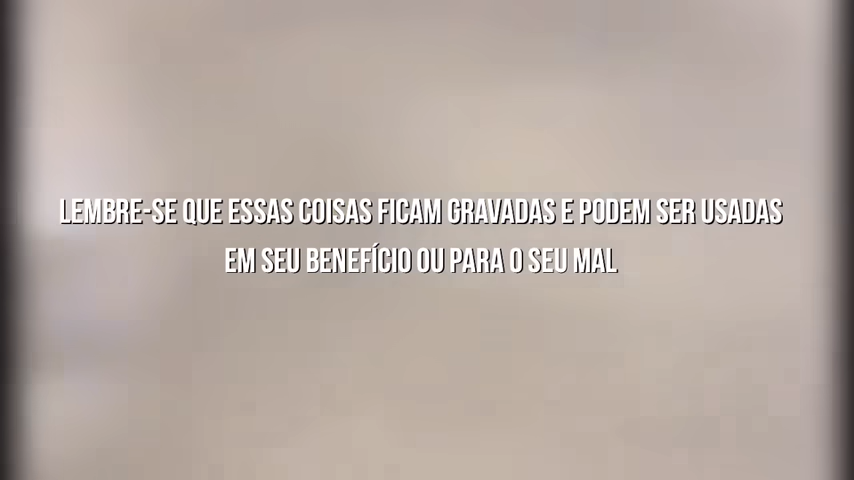 LEMBRE-SE QUE ESSAS COISAS FICAM GRAVADAS E PODEM SER USADAS
EM SEU BENEFÍCIO OU PARA O SEU MAL